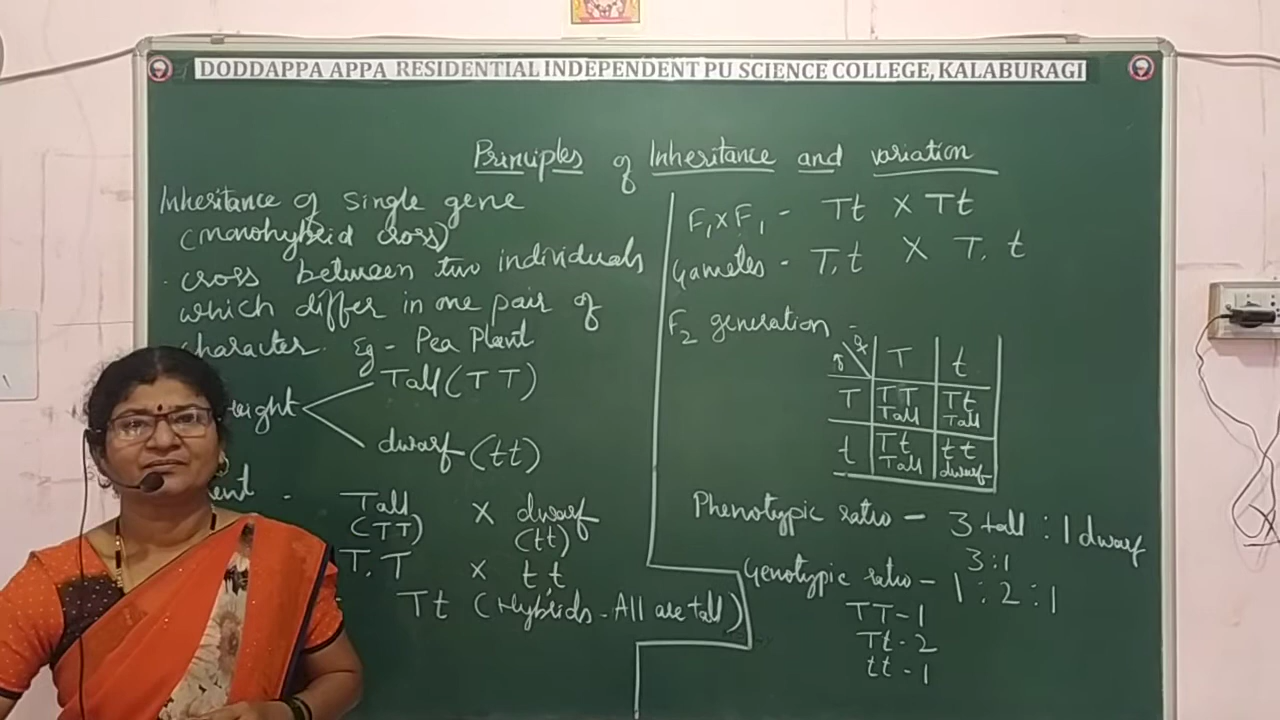 DODDAPPA APPA RESIDENTIAL INDEPENDENT PU SCIENCE COLLEGE, KALABURAGI
Principles of Inheritance and variation
Inheritance of single gene
(monohybrid cross)
. cross between two individuals
which differ in one pair of
character. Eg - Pea Plant
eight
Tall (TT)
dwarf (tt)
ent - Tall x dwarf
(TT) (tt)
T, T x t, t
Tt (Hybrids - All are tall)
F₁ x F₁ - Tt x Tt
Gametes - T, t x T, t
F₂ generation -
♂ ♀ T t
T TT Tt
Tall Tall
t Tt tt
Tall dwarf
Phenotypic ratio - 3 tall : 1 dwarf
3:1
Genotypic ratio - 1 : 2 : 1
TT - 1
Tt - 2
tt - 1